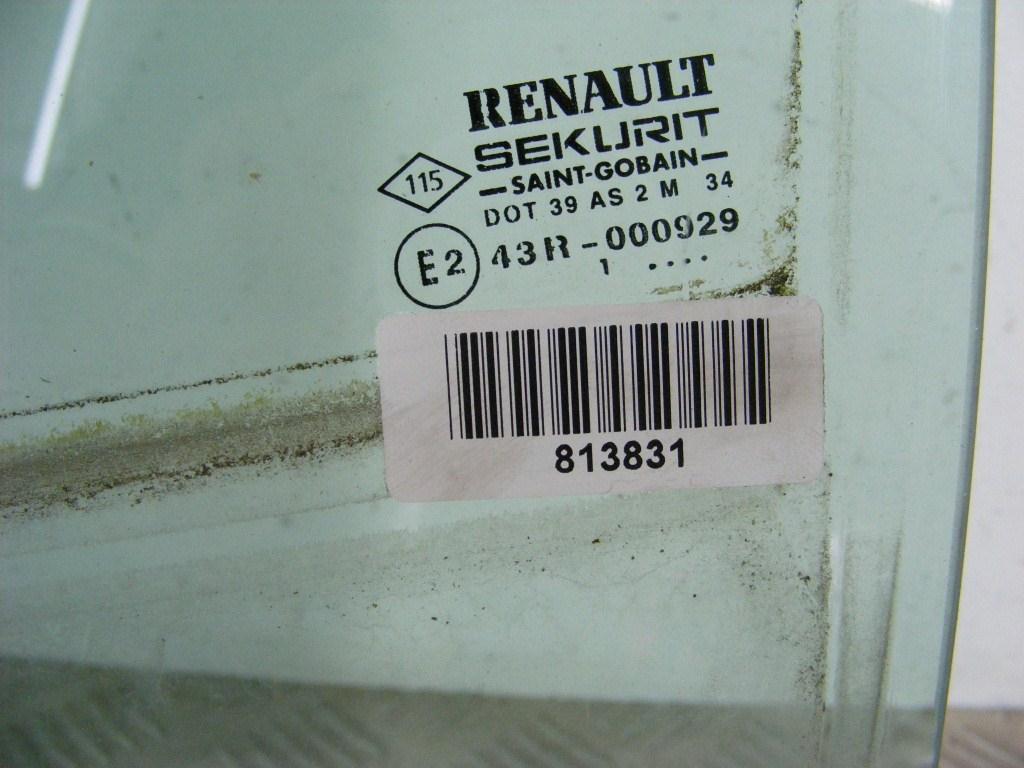 RENAULT
SEKURIT
SAINT-GOBAIN
115
DOT 39 AS 2 M 34
E2 43R-000929
1 ....
813831